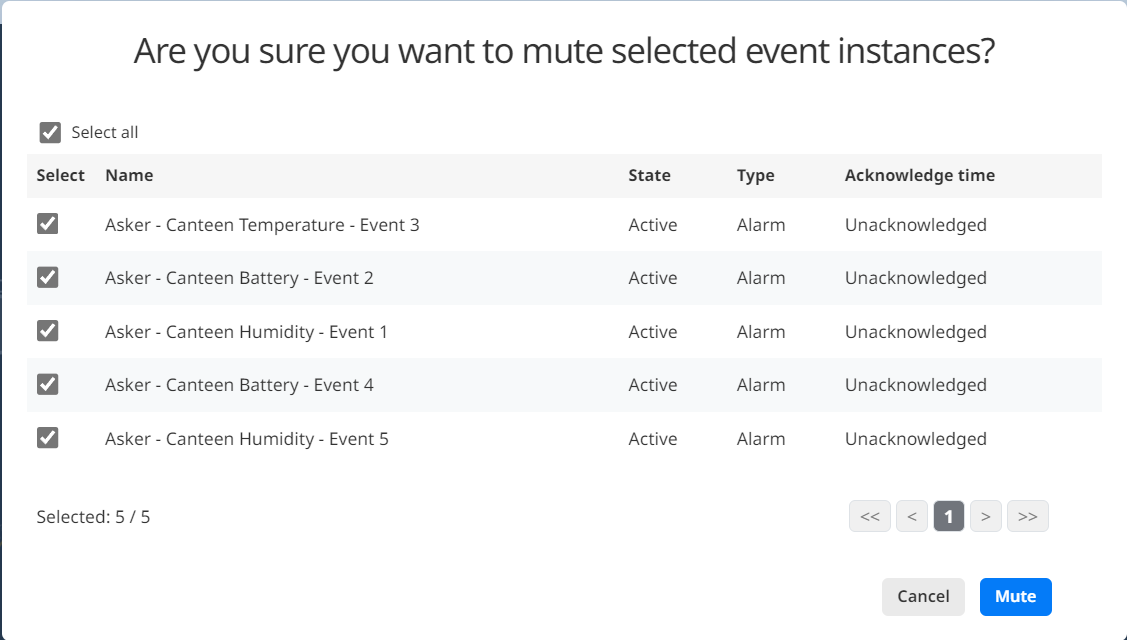 Are you sure you want to mute selected event instances?
Select all
Select Name State Type Acknowledge time
Asker - Canteen Temperature - Event 3 Active Alarm Unacknowledged
Asker - Canteen Battery - Event 2 Active Alarm Unacknowledged
Asker - Canteen Humidity - Event 1 Active Alarm Unacknowledged
Asker - Canteen Battery - Event 4 Active Alarm Unacknowledged
Asker - Canteen Humidity - Event 5 Active Alarm Unacknowledged
Selected: 5 / 5 << < 1 > >>
Cancel Mute